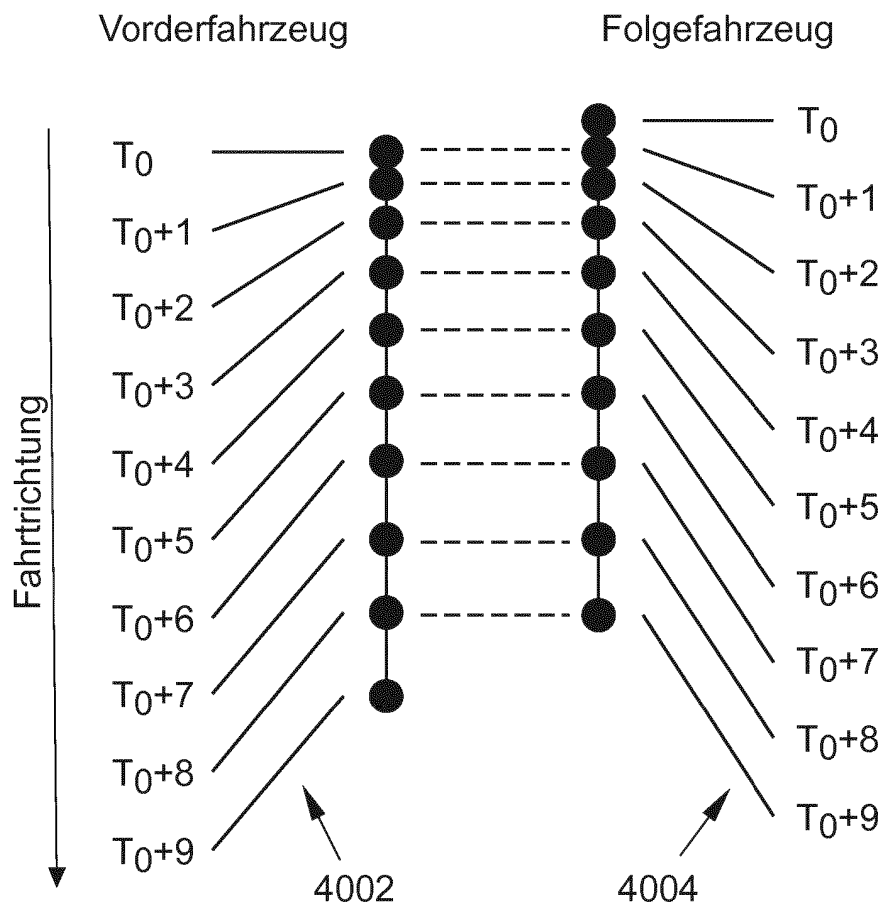 Vorderfahrzeug
Folgefahrzeug
T0
T0+1
T0+2
T0+3
T0+4
T0+5
T0+6
T0+7
T0+8
T0+9
T0
T0+1
T0+2
T0+3
T0+4
T0+5
T0+6
T0+7
T0+8
T0+9
Fahrtrichtung
4002
4004